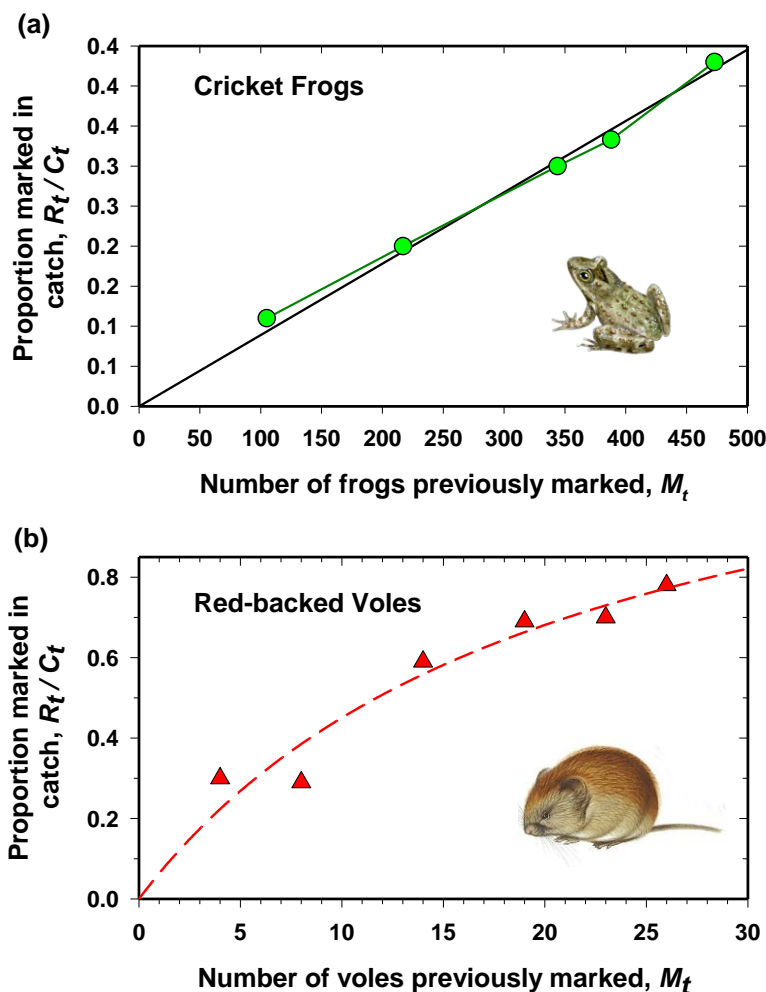 (a)
0.4
0.4
0.4
0.3
0.3
0.2
0.2
0.1
0.1
0.0
Proportion marked in
catch, Rt / Ct
Cricket Frogs
0 50 100 150 200 250 300 350 400 450 500
Number of frogs previously marked, Mt
(b)
0.8
0.6
0.4
0.2
0.0
Proportion marked in
catch, Rt / Ct
Red-backed Voles
0 5 10 15 20 25 30
Number of voles previously marked, Mt